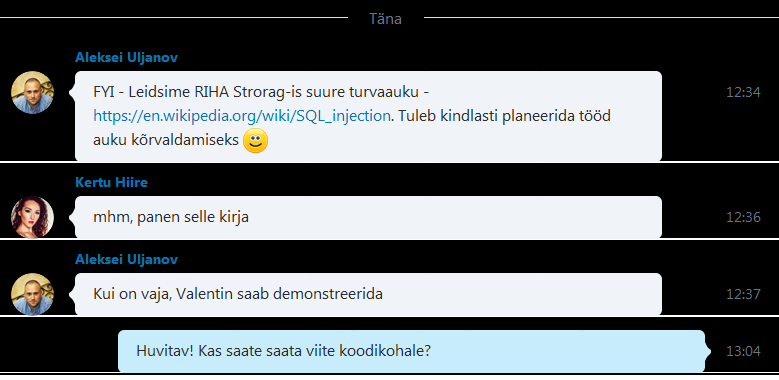 Täna
Aleksei Uljanov
FYI - Leidsime RIHA Strorag-is suure turvaauku -
12:34
https://en.wikipedia.org/wiki/SQL_injection. Tuleb kindlasti planeerida tööd
auku kõrvaldamiseks
Kertu Hiire
mhm, panen selle kirja
12:36
Aleksei Uljanov
Kui on vaja, Valentin saab demonstreerida
12:37
Huvitav! Kas saate saata viite koodikohale?
13:04